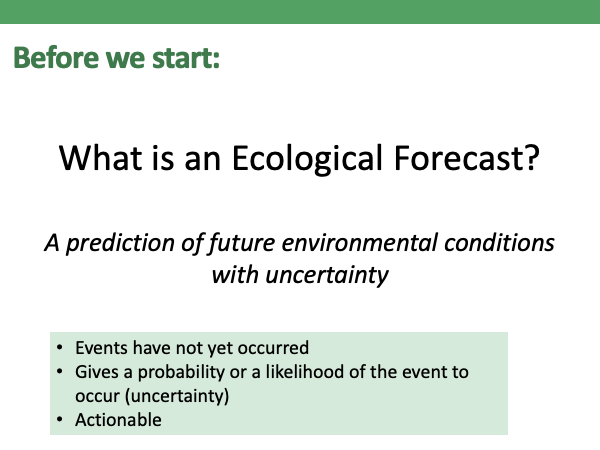 Before we start:
What is an Ecological Forecast?
A prediction of future environmental conditions
with uncertainty
• Events have not yet occurred
• Gives a probability or a likelihood of the event to
occur (uncertainty)
• Actionable